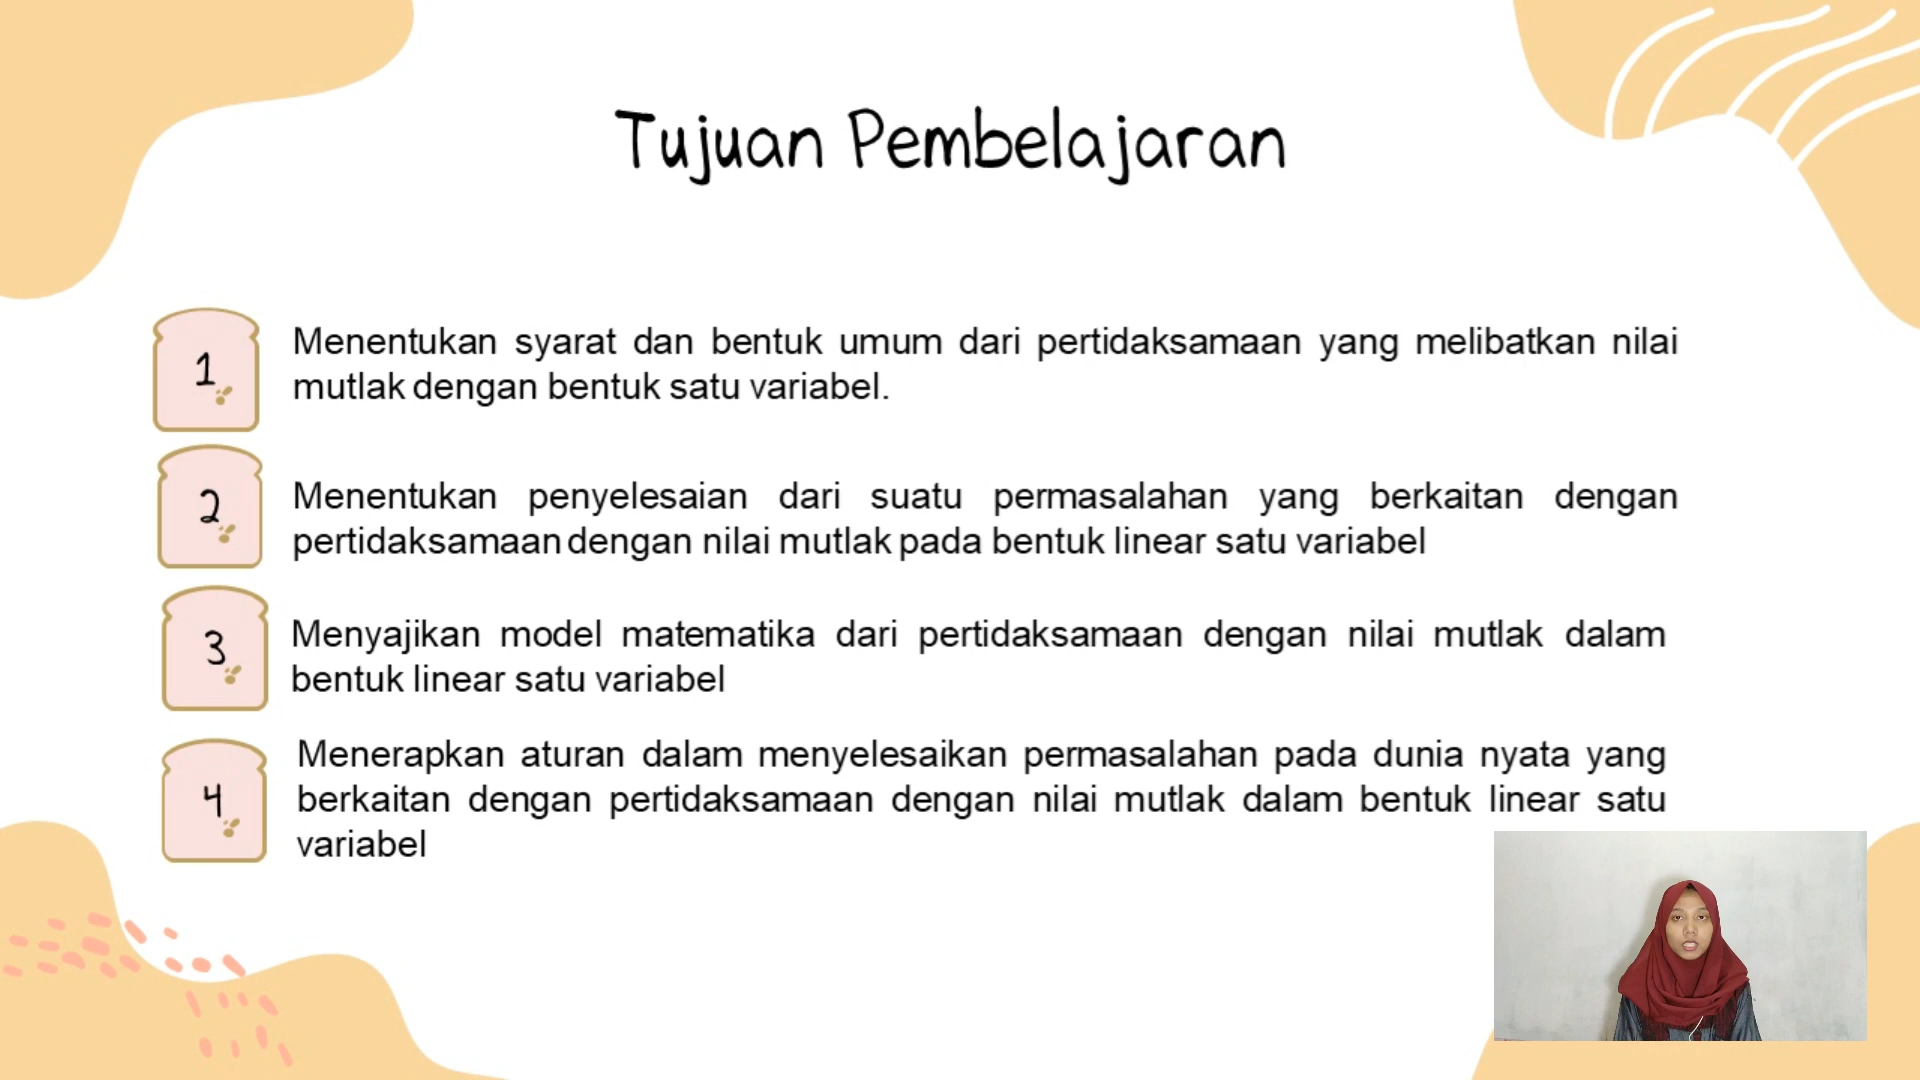 Tujuan Pembelajaran
1
Menentukan syarat dan bentuk umum dari pertidaksamaan yang melibatkan nilai
mutlak dengan bentuk satu variabel.
2
Menentukan penyelesaian dari suatu permasalahan yang berkaitan dengan
pertidaksamaan dengan nilai mutlak pada bentuk linear satu variabel
3
Menyajikan model matematika dari pertidaksamaan dengan nilai mutlak dalam
bentuk linear satu variabel
4
Menerapkan aturan dalam menyelesaikan permasalahan pada dunia nyata yang
berkaitan dengan pertidaksamaan dengan nilai mutlak dalam bentuk linear satu
variabel